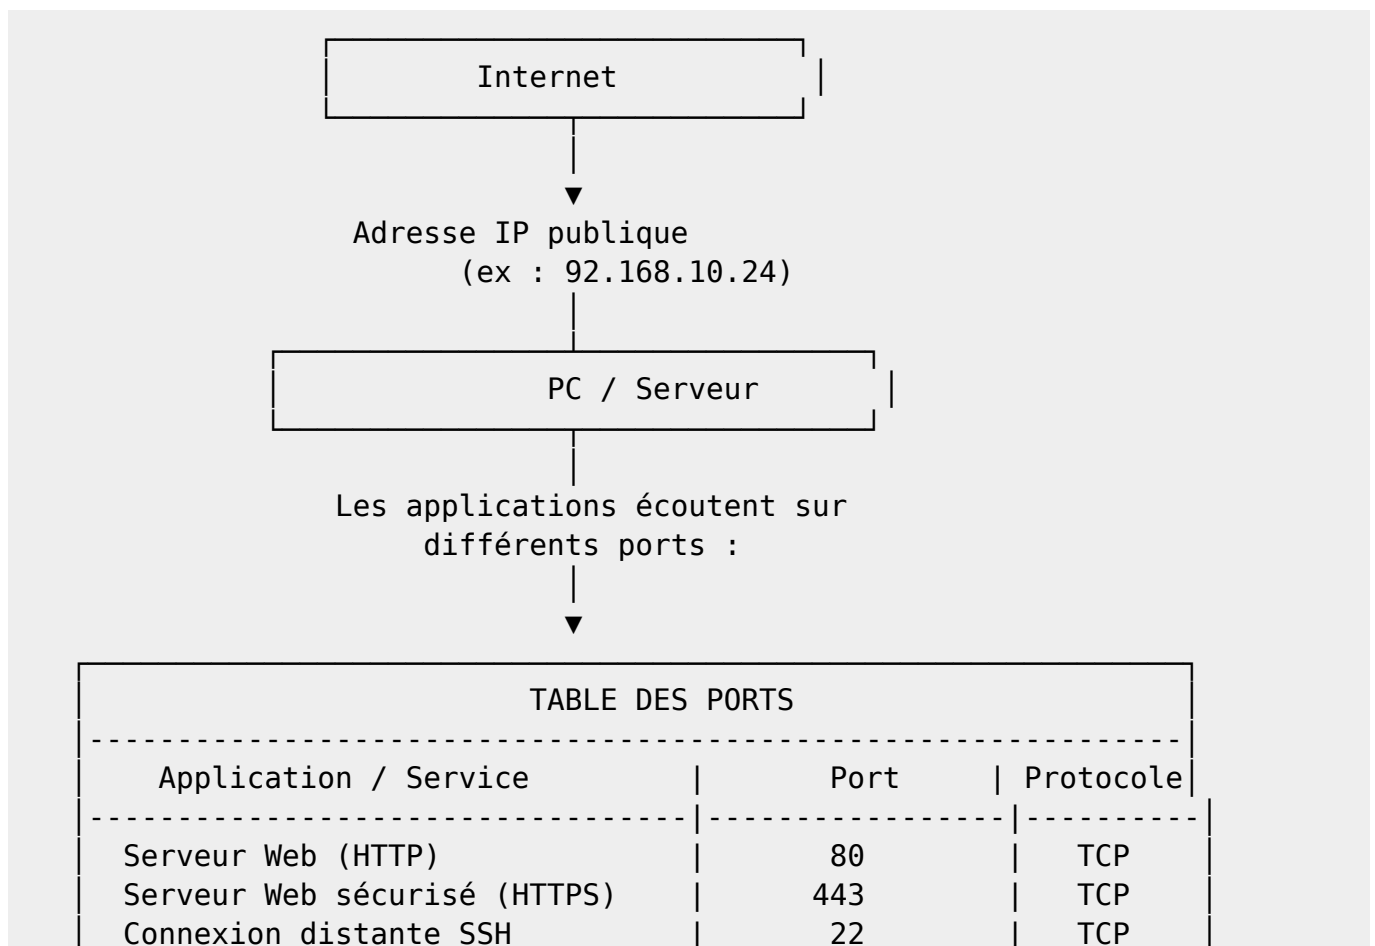 Internet
▼
Adresse IP publique
(ex : 92.168.10.24)
PC / Serveur
Les applications écoutent sur
différents ports :
▼
TABLE DES PORTS
|--------------------------------------------------------------|
Application / Service | Port | Protocole|
|----------------------------------|-----------------|----------|
Serveur Web (HTTP) | 80 | TCP
Serveur Web sécurisé (HTTPS) | 443 | TCP
Connexion distante SSH | 22 | TCP